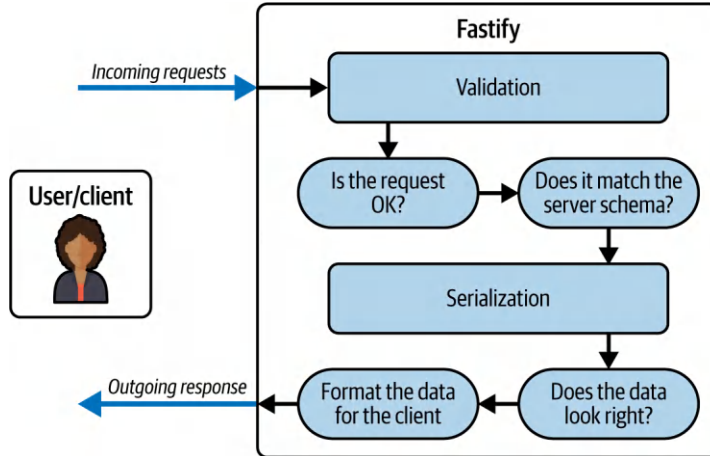 Fastify
Incoming requests
Validation
User/client
Is the request
OK?
Does it match the
server schema?
Serialization
Outgoing response
Format the data
for the client
Does the data
look right?